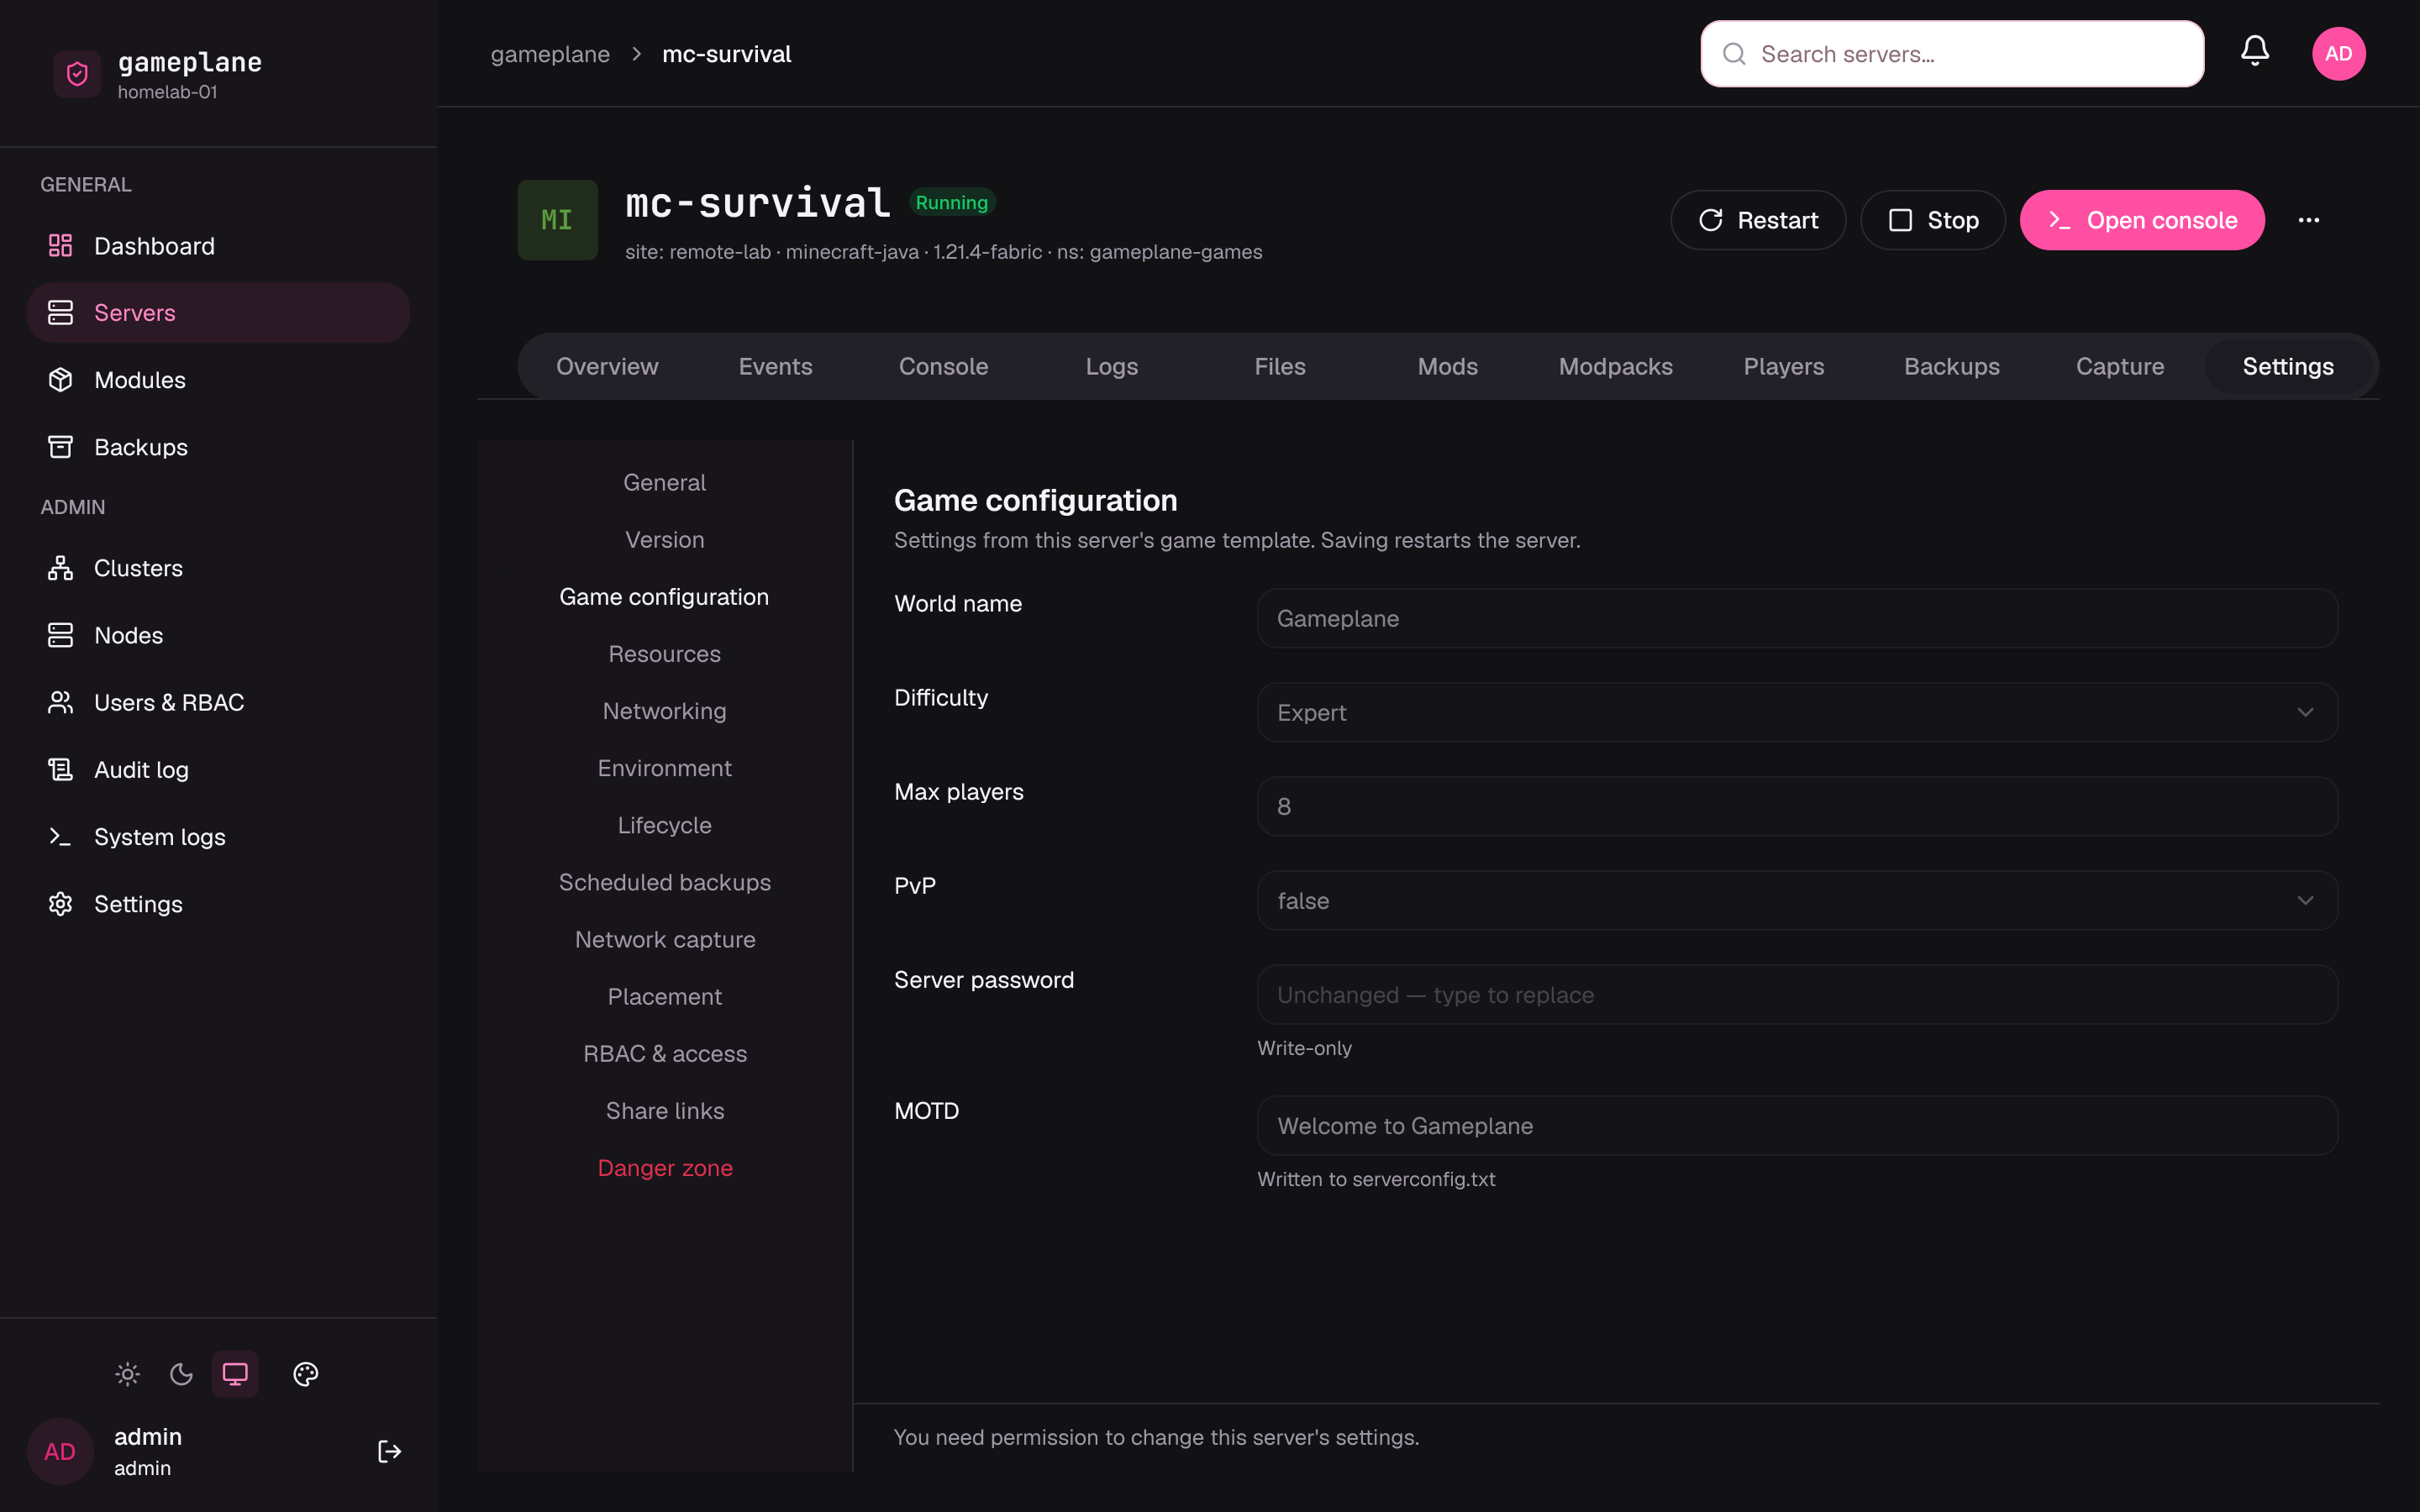 gameplane
homelab-01
GENERAL
Dashboard
Servers
Modules
Backups
ADMIN
Clusters
Nodes
Users & RBAC
Audit log
System logs
Settings
AD
admin
admin
gameplane > mc-survival
Search servers...
AD
MI
mc-survival
Running
site: remote-lab · minecraft-java · 1.21.4-fabric · ns: gameplane-games
Restart
Stop
Open console
Overview
Events
Console
Logs
Files
Mods
Modpacks
Players
Backups
Capture
Settings
General
Version
Game configuration
Resources
Networking
Environment
Lifecycle
Scheduled backups
Network capture
Placement
RBAC & access
Share links
Danger zone
Game configuration
Settings from this server's game template. Saving restarts the server.
World name
Gameplane
Difficulty
Expert
Max players
8
PvP
false
Server password
Unchanged — type to replace
Write-only
MOTD
Welcome to Gameplane
Written to serverconfig.txt
You need permission to change this server's settings.